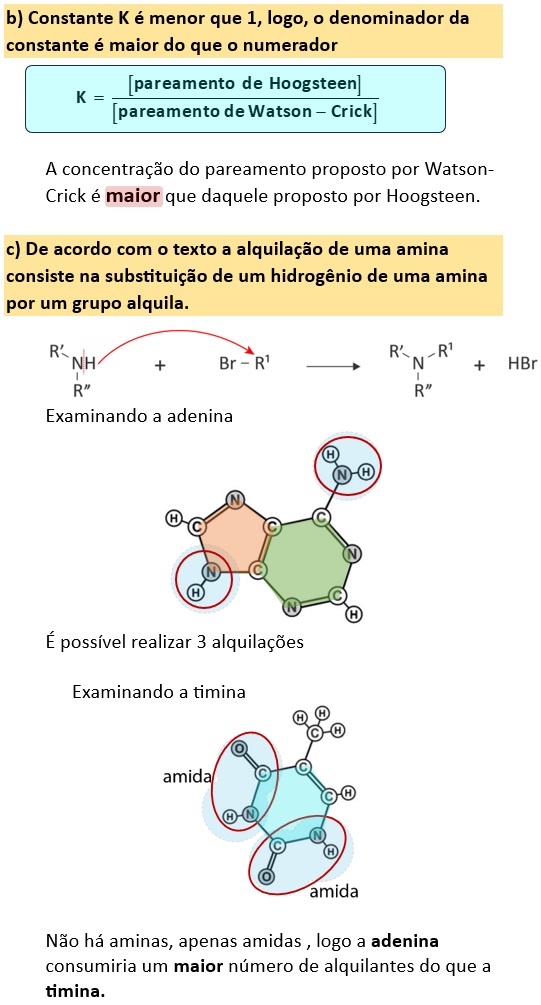 b) Constante K é menor que 1, logo, o denominador da
constante é maior do que o numerador
K = [pareamento de Hoogsteen]
[pareamento de Watson – Crick]
A concentração do pareamento proposto por Watson-
Crick é maior que daquele proposto por Hoogsteen.
c) De acordo com o texto a alquilação de uma amina
consiste na substituição de um hidrogênio de uma amina
por um grupo alquila.
R′ R′ R¹
NH + Br – R¹ N + HBr
R″ R″
Examinando a adenina
H
N H
N
H C C C
N
N C
H
N C
H
É possível realizar 3 alquilações
Examinando a timina
H H
C H
O
C C
amida
C H
H N
N
C H
O
amida
Não há aminas, apenas amidas , logo a adenina
consumiria um maior número de alquilantes do que a
timina.